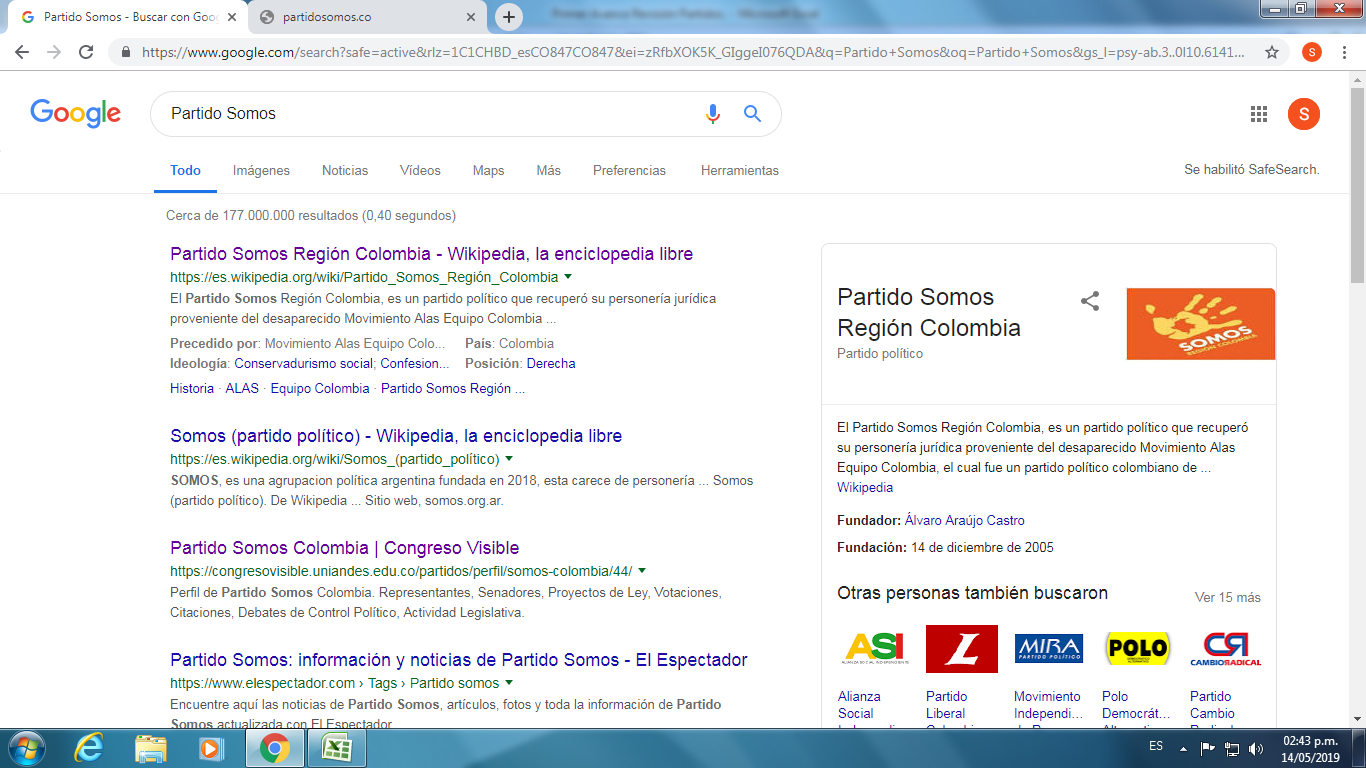 Partido Somos - Buscar con Goo
partidosomos.co
https://www.google.com/search?safe=active&rlz=1C1CHBD_esCO847CO847&ei=zRfbXOK5K_GIggeI076QDA&q=Partido+Somos&oq=Partido+Somos&gs_l=psy-ab.3..0l10.6141...
S
Google
Partido Somos
S
Todo
Imágenes
Noticias
Vídeos
Maps
Más
Preferencias
Herramientas
Se habilitó SafeSearch.
Cerca de 177.000.000 resultados (0,40 segundos)
Partido Somos Región Colombia - Wikipedia, la enciclopedia libre
https://es.wikipedia.org/wiki/Partido_Somos_Región_Colombia
El Partido Somos Región Colombia, es un partido político que recuperó su personería jurídica
proveniente del desaparecido Movimiento Alas Equipo Colombia ...
Precedido por: Movimiento Alas Equipo Colo... País: Colombia
Ideología: Conservadurismo social; Confesion... Posición: Derecha
Historia · ALAS · Equipo Colombia · Partido Somos Región ...
Somos (partido político) - Wikipedia, la enciclopedia libre
https://es.wikipedia.org/wiki/Somos_(partido_político)
SOMOS, es una agrupacion política argentina fundada en 2018, esta carece de personería ... Somos
(partido político). De Wikipedia ... Sitio web, somos.org.ar.
Partido Somos Colombia | Congreso Visible
https://congresovisible.uniandes.edu.co/partidos/perfil/somos-colombia/44/
Perfil de Partido Somos Colombia. Representantes, Senadores, Proyectos de Ley, Votaciones,
Citaciones, Debates de Control Político, Actividad Legislativa.
Partido Somos: información y noticias de Partido Somos - El Espectador
https://www.elespectador.com › Tags › Partido somos
Encuentre aquí las noticias de Partido Somos, artículos, fotos y toda la información de Partido
Somos actualizada con El Espectador
Partido Somos
Región Colombia
Partido político
SOMOS
REGIÓN COLOMBIA
El Partido Somos Región Colombia, es un partido político que recuperó
su personería jurídica proveniente del desaparecido Movimiento Alas
Equipo Colombia, el cual fue un partido político colombiano de ...
Wikipedia
Fundador: Álvaro Araújo Castro
Fundación: 14 de diciembre de 2005
Otras personas también buscaron
Ver 15 más
ASI
ALIANZA SOCIAL INDEPENDIENTE
L
MIRA
PARTIDO POLÍTICO
POLO
CR
CAMBIO RADICAL
Alianza
Social
Partido
Liberal
Movimiento
Independi...
Polo
Demócrat...
Partido
Cambio
ES
02:43 p.m.
14/05/2019